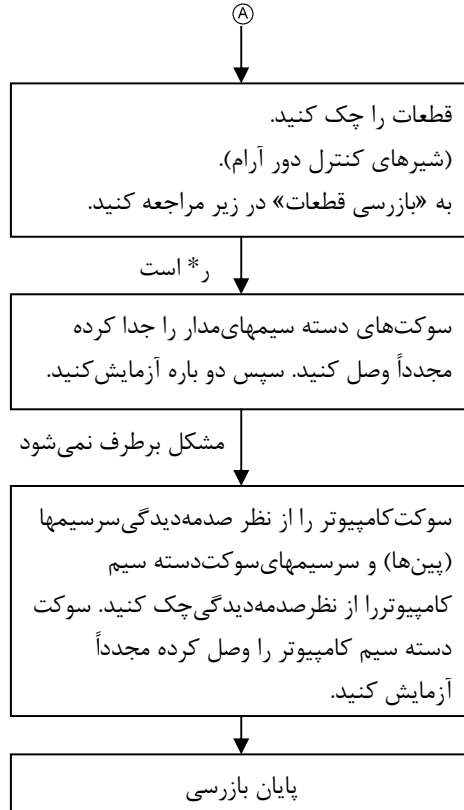 Ⓐ
قطعات را چک کنید.
(شیرهای کنترل دور آرام).
به «بازرسی قطعات» در زیر مراجعه کنید.
ر* است
سوکت‌های دسته سیمهای‌مدار را جدا کرده
مجدداً وصل کنید. سپس دو باره آزمایش‌کنید.
مشکل برطرف نمی‌شود
سوکت‌کامپیوتر را از نظر صدمه‌دیدگی‌سرسیمها
(پین‌ها) و سرسیمهای‌سوکت‌دسته سیم
کامپیوتررا از نظرصدمه‌دیدگی‌چک کنید. سوکت
دسته سیم کامپیوتر را وصل کرده مجدداً
آزمایش کنید.
پایان بازرسی